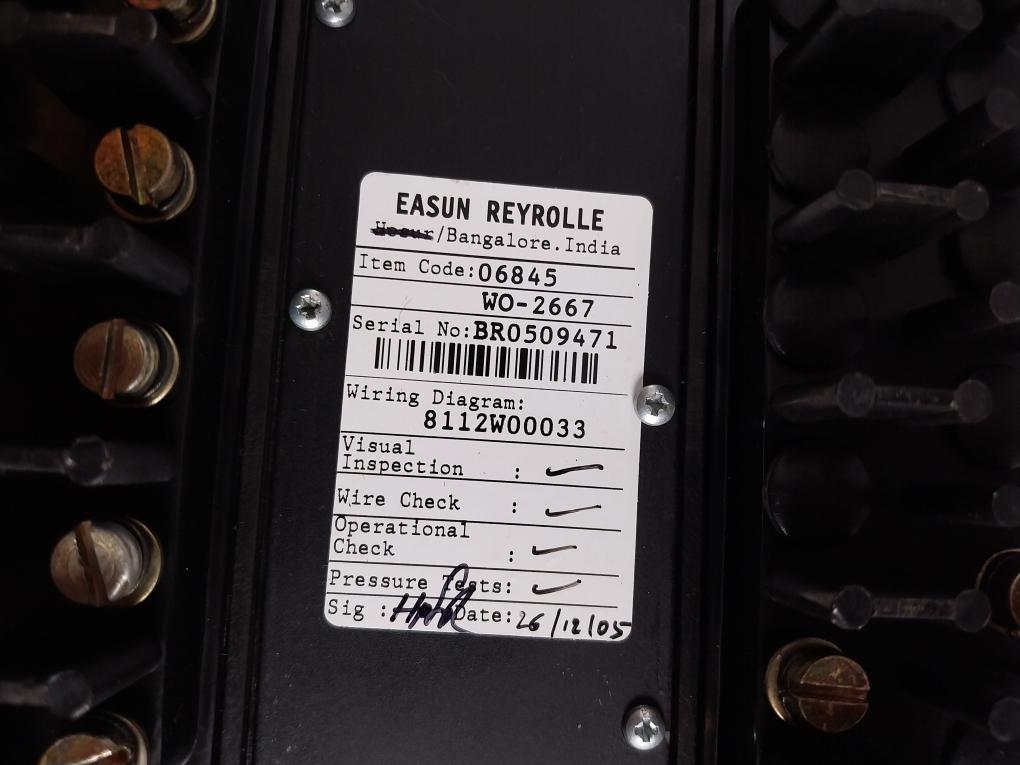 EASUN REYROLLE
Hosur/Bangalore.India
Item Code:06845
WO-2667
Serial No:BR0509471
Wiring Diagram:
8112W00033
Visual
Inspection :
Wire Check :
Operational
Check :
Pressure Tests:
Sig : Date:26/12/05